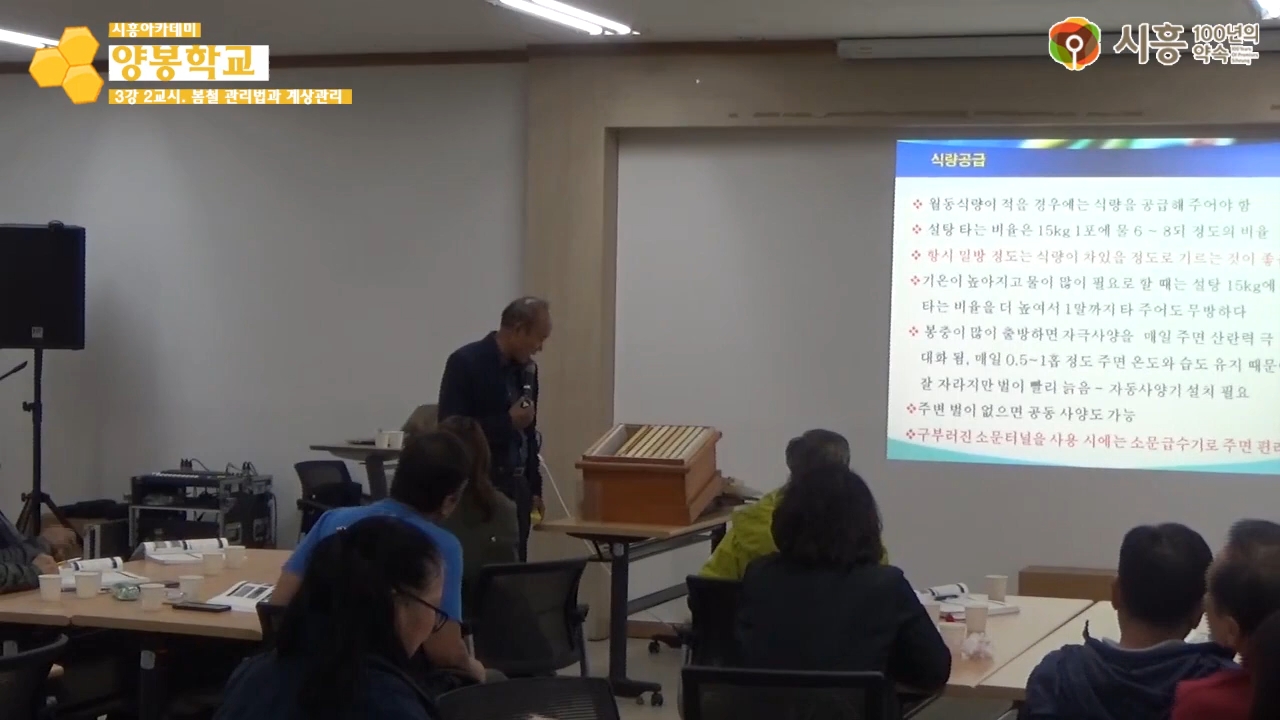 시흥아카데미
양봉학교
3강 2교시. 봄철 관리법과 계상관리
시흥 100년의 약속
식량공급
월동식량이 적을 경우에는 식량을 공급해 주어야 함
설탕 타는 비율은 15kg 1포에 물 6 ~ 8되 정도의 비율
항시 밀방 정도는 식량이 차있을 정도로 기르는 것이 좋
기온이 높아지고 물이 많이 필요로 할 때는 설탕 15kg에
타는 비율을 더 높여서 1말까지 타 주어도 무방하다
봉충이 많이 출방하면 자극사양을 매일 주면 산란력 극
대화 됨, 매일 0.5~1홉 정도 주면 온도와 습도 유지 때문
잘 자라지만 벌이 빨리 늙음 - 자동사양기 설치 필요
주변 벌이 없으면 공동 사양도 가능
구부러진 소문터널을 사용 시에는 소문급수기로 주면 편리